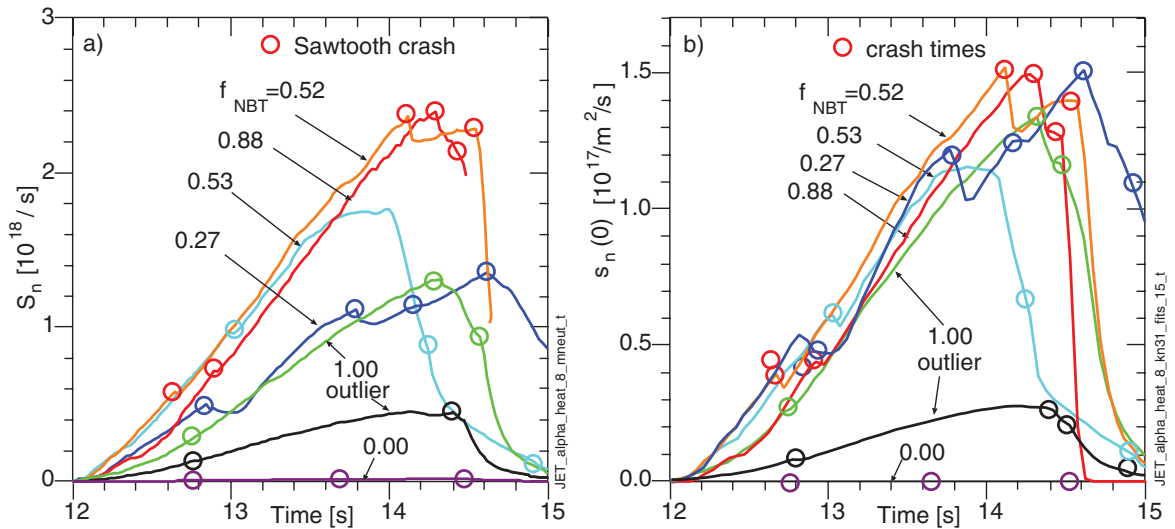 a)
Sawtooth crash
f NBT=0.52
0.88
0.53
0.27
1.00
outlier
0.00
3
2
1
0
S_n [10^18 / s]
12
13
14
15
Time [s]
JET_alpha_heat_8_mneut_t
b)
crash times
f NBT=0.52
0.53
0.27
0.88
1.00
outlier
0.00
1.5
1.0
0.5
0.0
s_n (0) [10^17/m^2/s]
12
13
14
15
Time [s]
JET_alpha_heat_8_kn31_fits_15_t